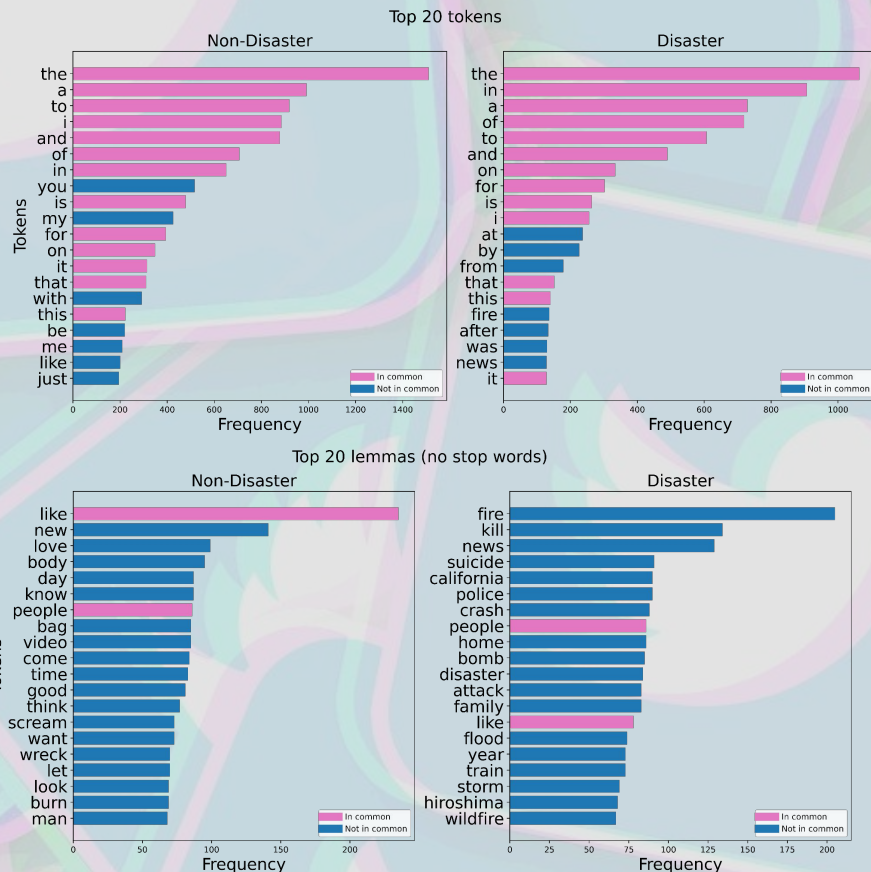 Top 20 tokens
Non-Disaster
the
a
to
i
and
of
in
you
is
my
for
on
it
that
with
this
be
me
like
just
Tokens
In common
Not in common
0 200 400 600 800 1000 1200 1400
Frequency
Disaster
the
in
a
of
to
and
on
for
is
i
at
by
from
that
this
fire
after
was
news
it
In common
Not in common
0 200 400 600 800 1000
Frequency
Top 20 lemmas (no stop words)
Non-Disaster
like
new
love
body
day
know
people
bag
video
come
time
good
think
scream
want
wreck
let
look
burn
man
In common
Not in common
0 50 100 150 200
Frequency
Disaster
fire
kill
news
suicide
california
police
crash
people
home
bomb
disaster
attack
family
like
flood
year
train
storm
hiroshima
wildfire
In common
Not in common
0 25 50 75 100 125 150 175 200
Frequency